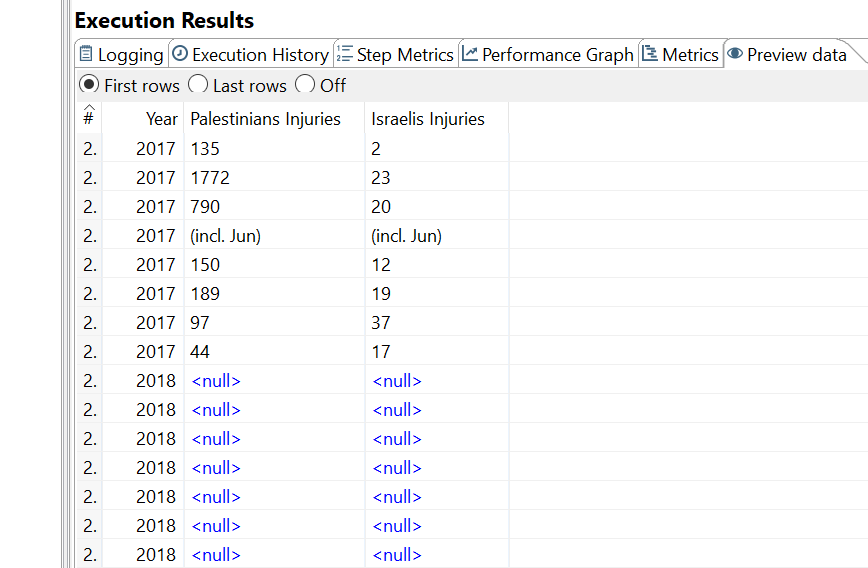 Execution Results
Logging Execution History Step Metrics Performance Graph Metrics Preview data
First rows Last rows Off
# Year Palestinians Injuries Israelis Injuries
2. 2017 135 2
2. 2017 1772 23
2. 2017 790 20
2. 2017 (incl. Jun) (incl. Jun)
2. 2017 150 12
2. 2017 189 19
2. 2017 97 37
2. 2017 44 17
2. 2018 <null> <null>
2. 2018 <null> <null>
2. 2018 <null> <null>
2. 2018 <null> <null>
2. 2018 <null> <null>
2. 2018 <null> <null>
2. 2018 <null> <null>